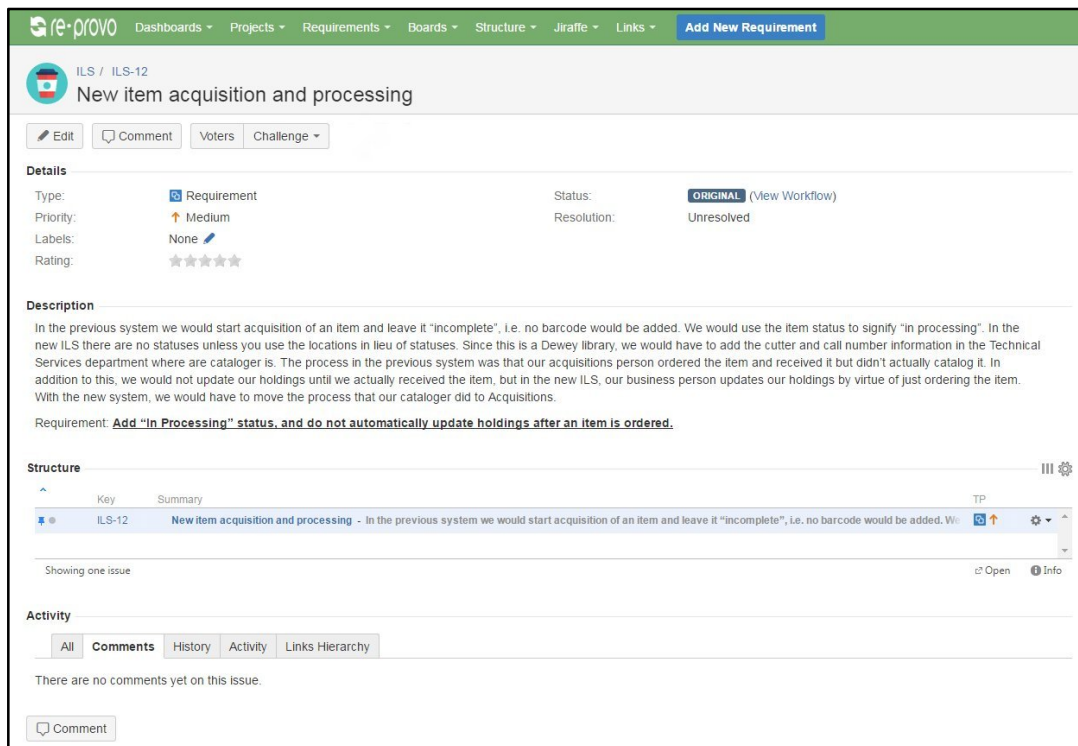 re-provo Dashboards Projects Requirements Boards Structure Jiraffe Links Add New Requirement
ILS / ILS-12
New item acquisition and processing
Edit Comment Voters Challenge
Details
Type: Requirement Status: ORIGINAL (View Workflow)
Priority: Medium Resolution: Unresolved
Labels: None
Rating:
Description
In the previous system we would start acquisition of an item and leave it “incomplete”, i.e. no barcode would be added. We would use the item status to signify “in processing”. In the
new ILS there are no statuses unless you use the locations in lieu of statuses. Since this is a Dewey library, we would have to add the cutter and call number information in the Technical
Services department where are cataloger is. The process in the previous system was that our acquisitions person ordered the item and received it but didn’t actually catalog it. In
addition to this, we would not update our holdings until we actually received the item, but in the new ILS, our business person updates our holdings by virtue of just ordering the item.
With the new system, we would have to move the process that our cataloger did to Acquisitions.
Requirement: Add “In Processing” status, and do not automatically update holdings after an item is ordered.
Structure
Key Summary TP
ILS-12 New item acquisition and processing - In the previous system we would start acquisition of an item and leave it “incomplete”, i.e. no barcode would be added. We
Showing one issue Open Info
Activity
All Comments History Activity Links Hierarchy
There are no comments yet on this issue.
Comment